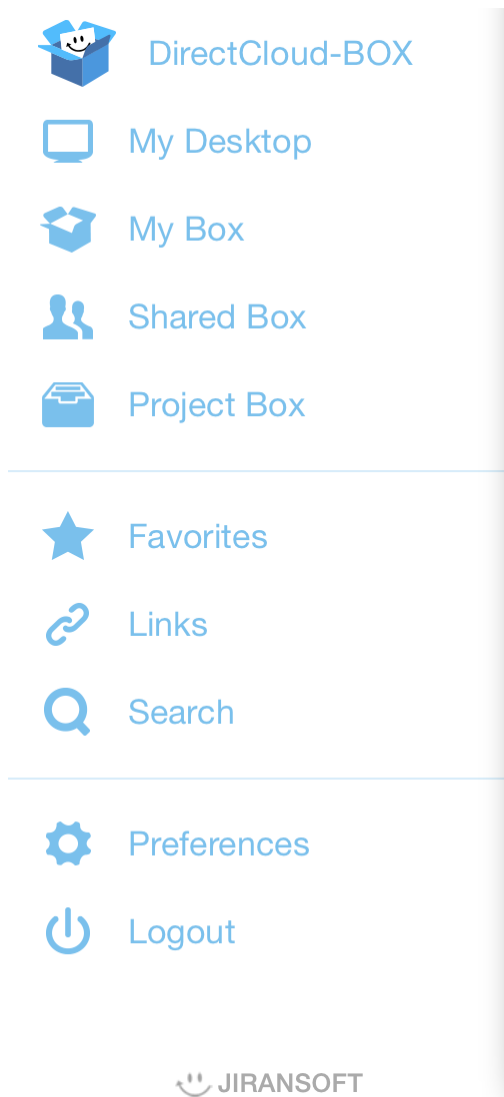 DirectCloud-BOX
My Desktop
My Box
Shared Box
Project Box
Favorites
Links
Search
Preferences
Logout
JIRANSOFT